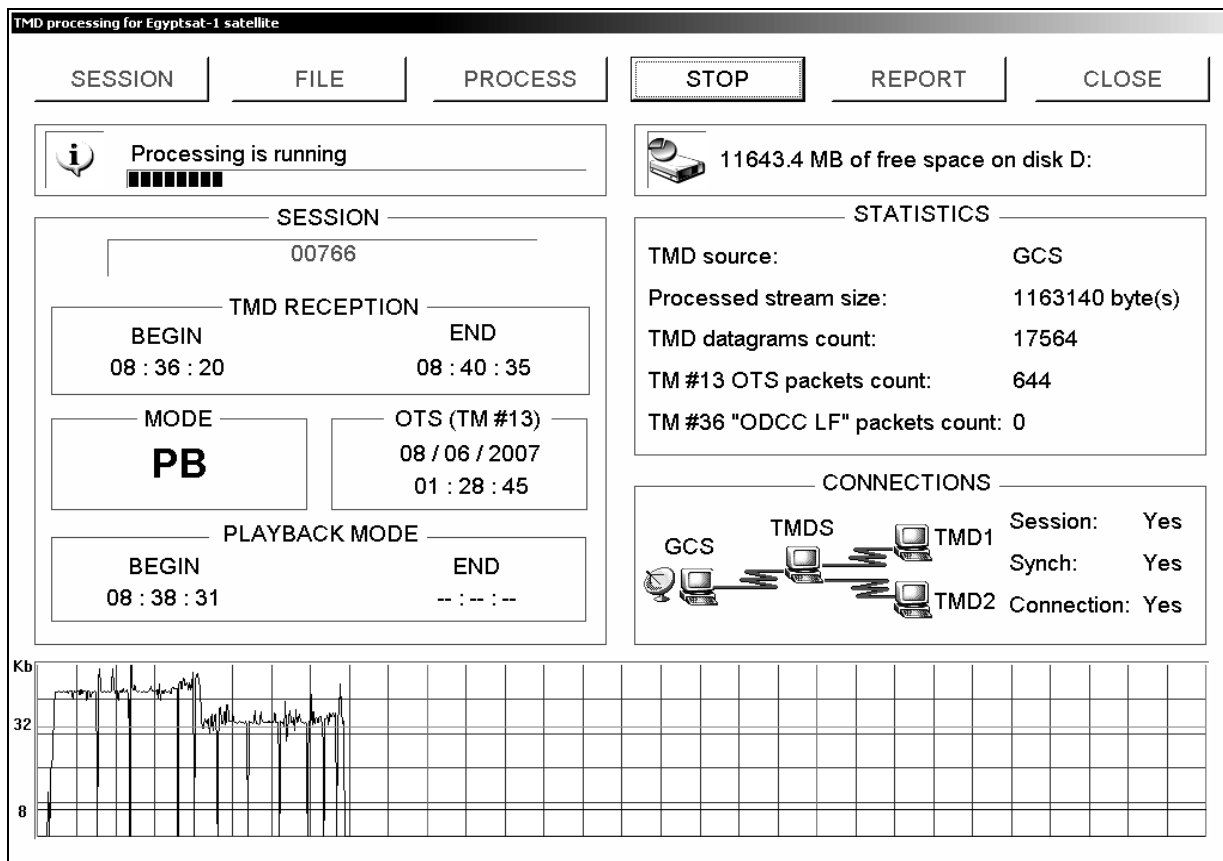 TMD processing for Egyptsat-1 satellite
SESSION FILE PROCESS STOP REPORT CLOSE
Processing is running
11643.4 MB of free space on disk D:
SESSION
00766
TMD RECEPTION
BEGIN END
08 : 36 : 20 08 : 40 : 35
MODE
PB
OTS (TM #13)
08 / 06 / 2007
01 : 28 : 45
PLAYBACK MODE
BEGIN END
08 : 38 : 31 -- : -- : --
STATISTICS
TMD source: GCS
Processed stream size: 1163140 byte(s)
TMD datagrams count: 17564
TM #13 OTS packets count: 644
TM #36 "ODCC LF" packets count: 0
CONNECTIONS
GCS
TMDS
TMD1
TMD2
Session: Yes
Synch: Yes
Connection: Yes
Kb
32
8